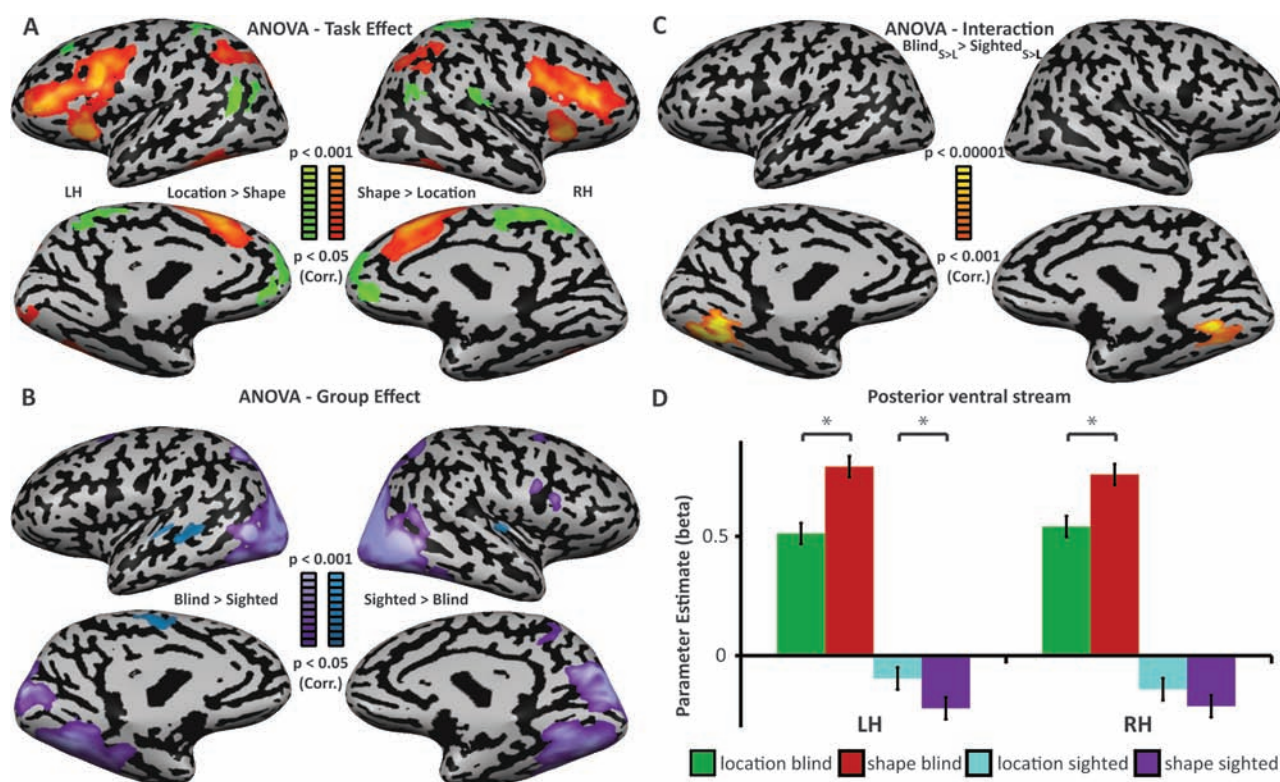 A
ANOVA - Task Effect
p < 0.001
LH
Location > Shape
Shape > Location
RH
p < 0.05
(Corr.)
B
ANOVA - Group Effect
p < 0.001
Blind > Sighted
Sighted > Blind
p < 0.05
(Corr.)
C
ANOVA - Interaction
Blind S>L > Sighted S>L
p < 0.00001
p < 0.001
(Corr.)
D
Posterior ventral stream
*
*
*
Parameter Estimate (beta)
0.5
0
LH
RH
location blind
shape blind
location sighted
shape sighted